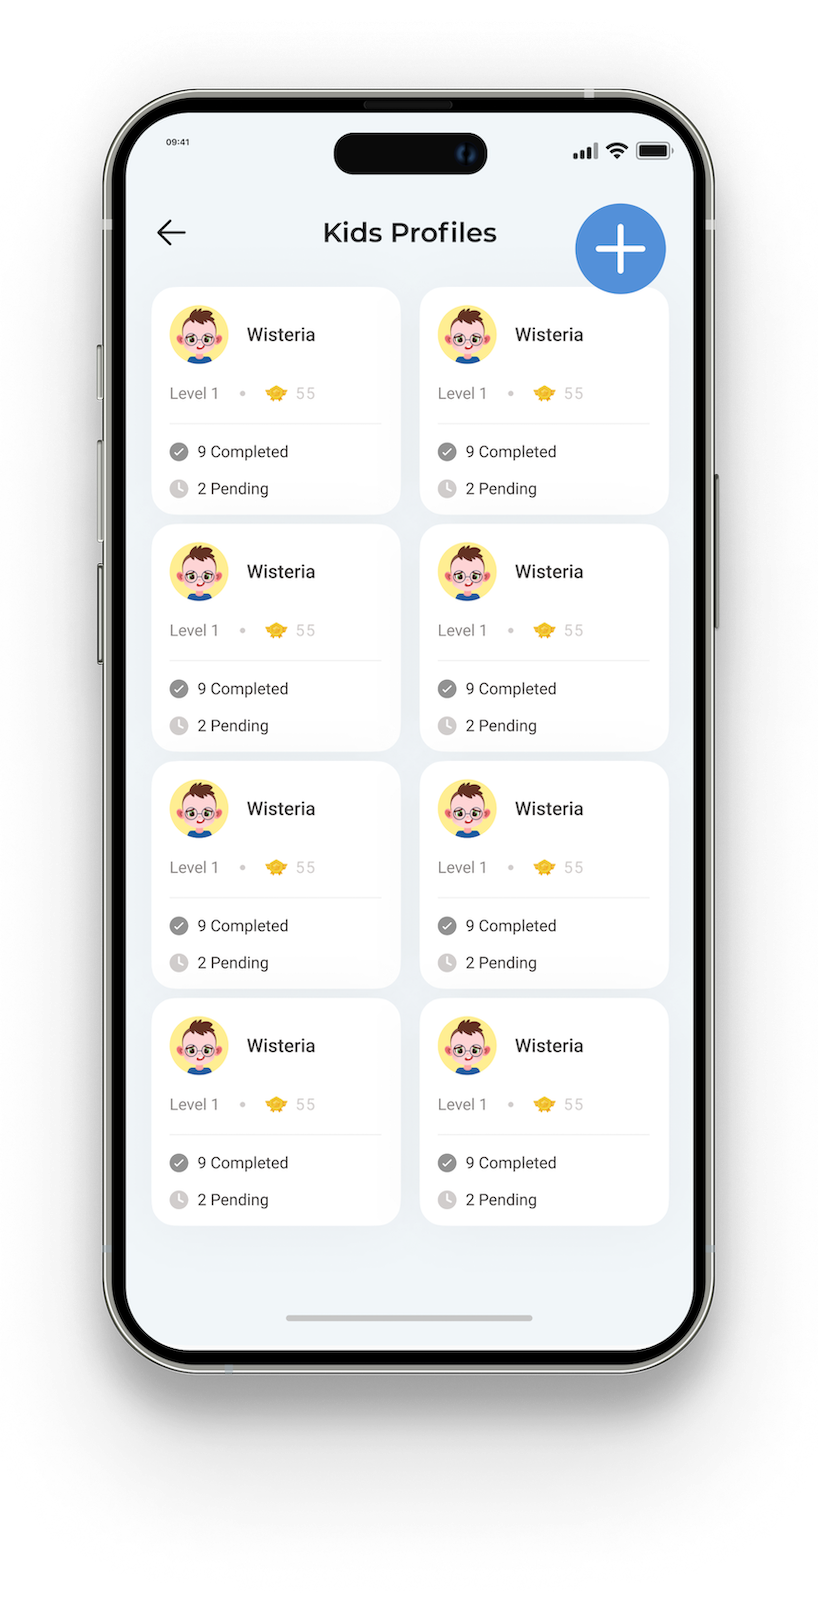 09:41
Kids Profiles
Wisteria
Level 1 • 55
9 Completed
2 Pending
Wisteria
Level 1 • 55
9 Completed
2 Pending
Wisteria
Level 1 • 55
9 Completed
2 Pending
Wisteria
Level 1 • 55
9 Completed
2 Pending
Wisteria
Level 1 • 55
9 Completed
2 Pending
Wisteria
Level 1 • 55
9 Completed
2 Pending
Wisteria
Level 1 • 55
9 Completed
2 Pending
Wisteria
Level 1 • 55
9 Completed
2 Pending